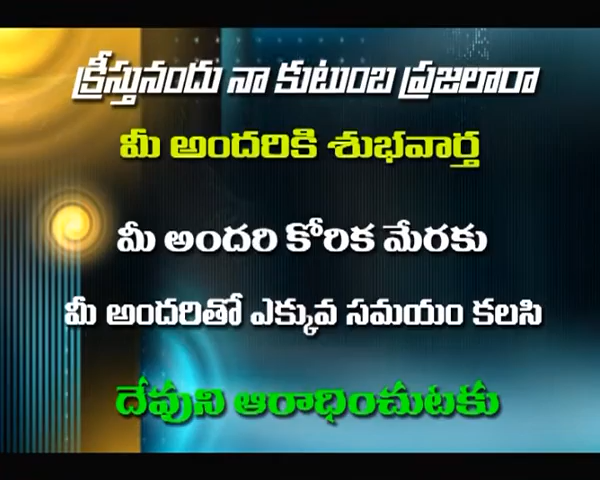 క్రీస్తునందు నా కుటుంబ ప్రజలారా
మీ అందరికి శుభవార్త
మీ అందరి కోరిక మేరకు
మీ అందరితో ఎక్కువ సమయం కలసి
దేవుని ఆరాధించుటకు